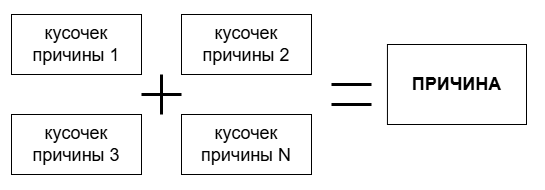 кусочек
причины 1
кусочек
причины 2
+
=
ПРИЧИНА
кусочек
причины 3
кусочек
причины N